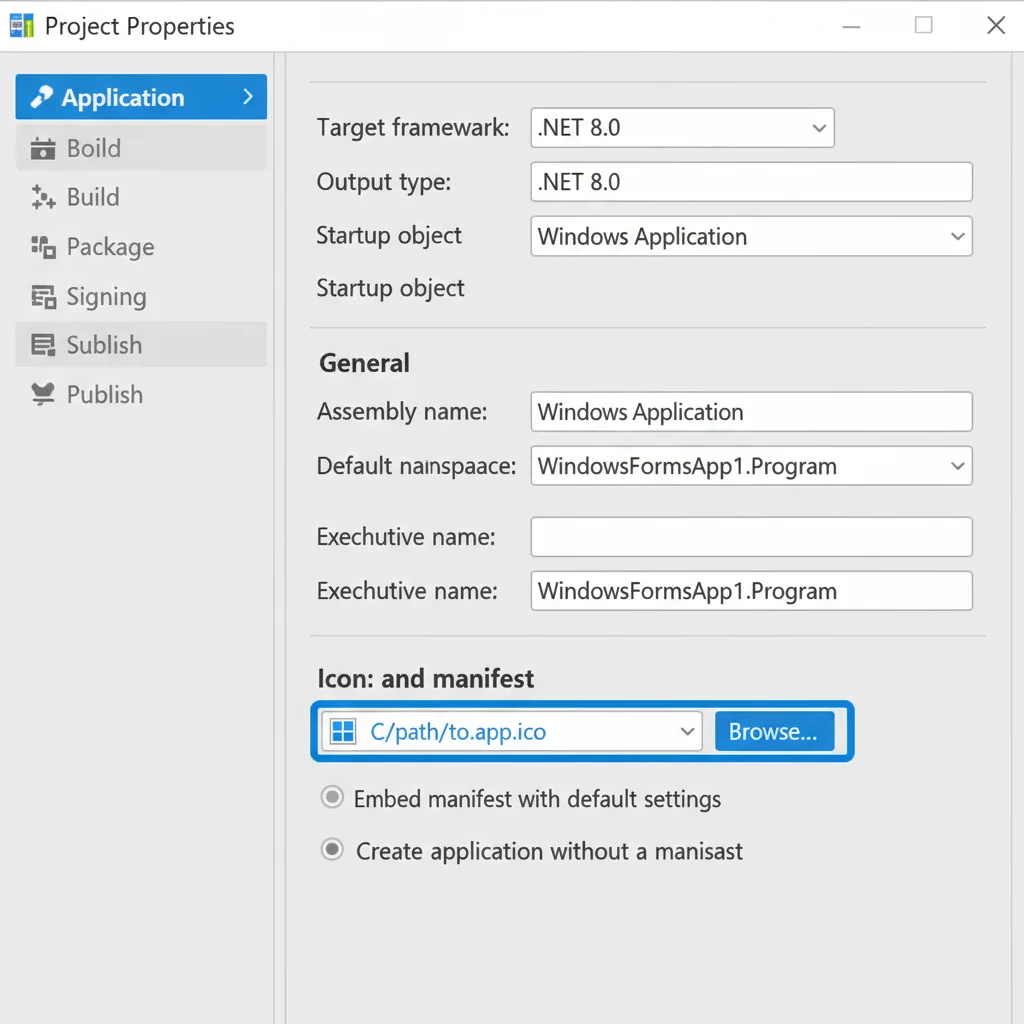 Project Properties
Application
Boild
Build
Package
Signing
Sublish
Publish
Target framewark: .NET 8.0
Output type: .NET 8.0
Startup object Windows Application
Startup object
General
Assembly name: Windows Application
Default nainspaace: WindowsFormsApp1.Program
Exechutive name:
Exechutive name: WindowsFormsApp1.Program
Icon: and manifest
C/path/to.app.ico Browse...
Embed manifest with default settings
Create application without a manisast